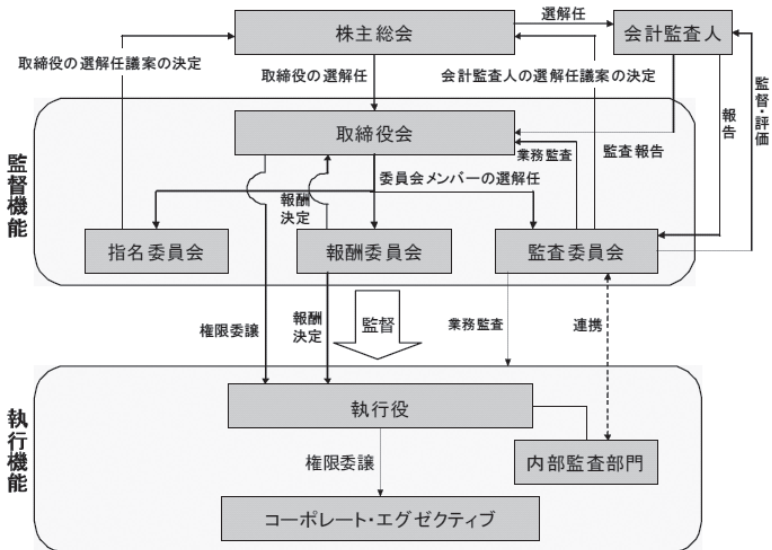 選解任
株主総会
会計監査人
取締役の選解任議案の決定
取締役の選解任
会計監査人の選解任議案の決定
監督・評価
報告
取締役会
業務監査
監査報告
監督機能
委員会メンバーの選解任
報酬
決定
指名委員会
報酬委員会
監査委員会
権限委譲
報酬
決定
監督
業務監査
連携
執行機能
執行役
権限委譲
内部監査部門
コーポレート・エグゼクティブ